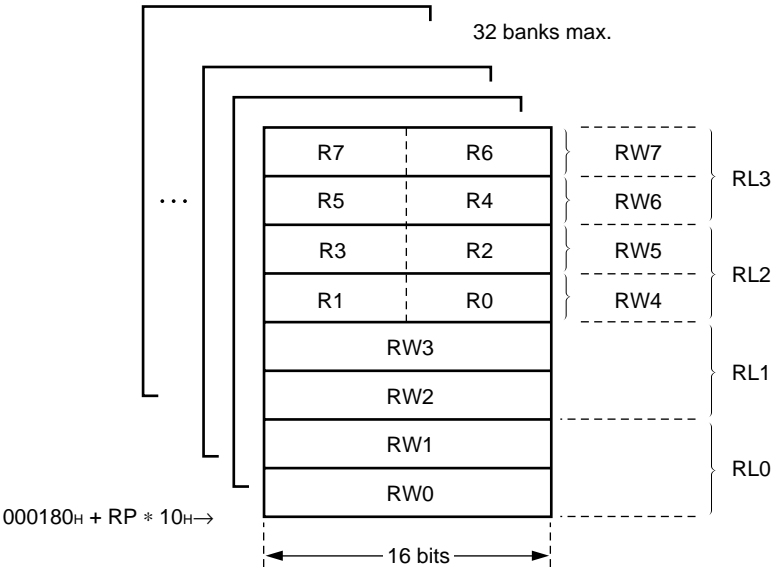 32 banks max.
R7 R6 RW7
RL3
... R5 R4 RW6
R3 R2 RW5
RL2
R1 R0 RW4
RW3
RL1
RW2
RW1
RL0
RW0
000180H + RP * 10H→
16 bits